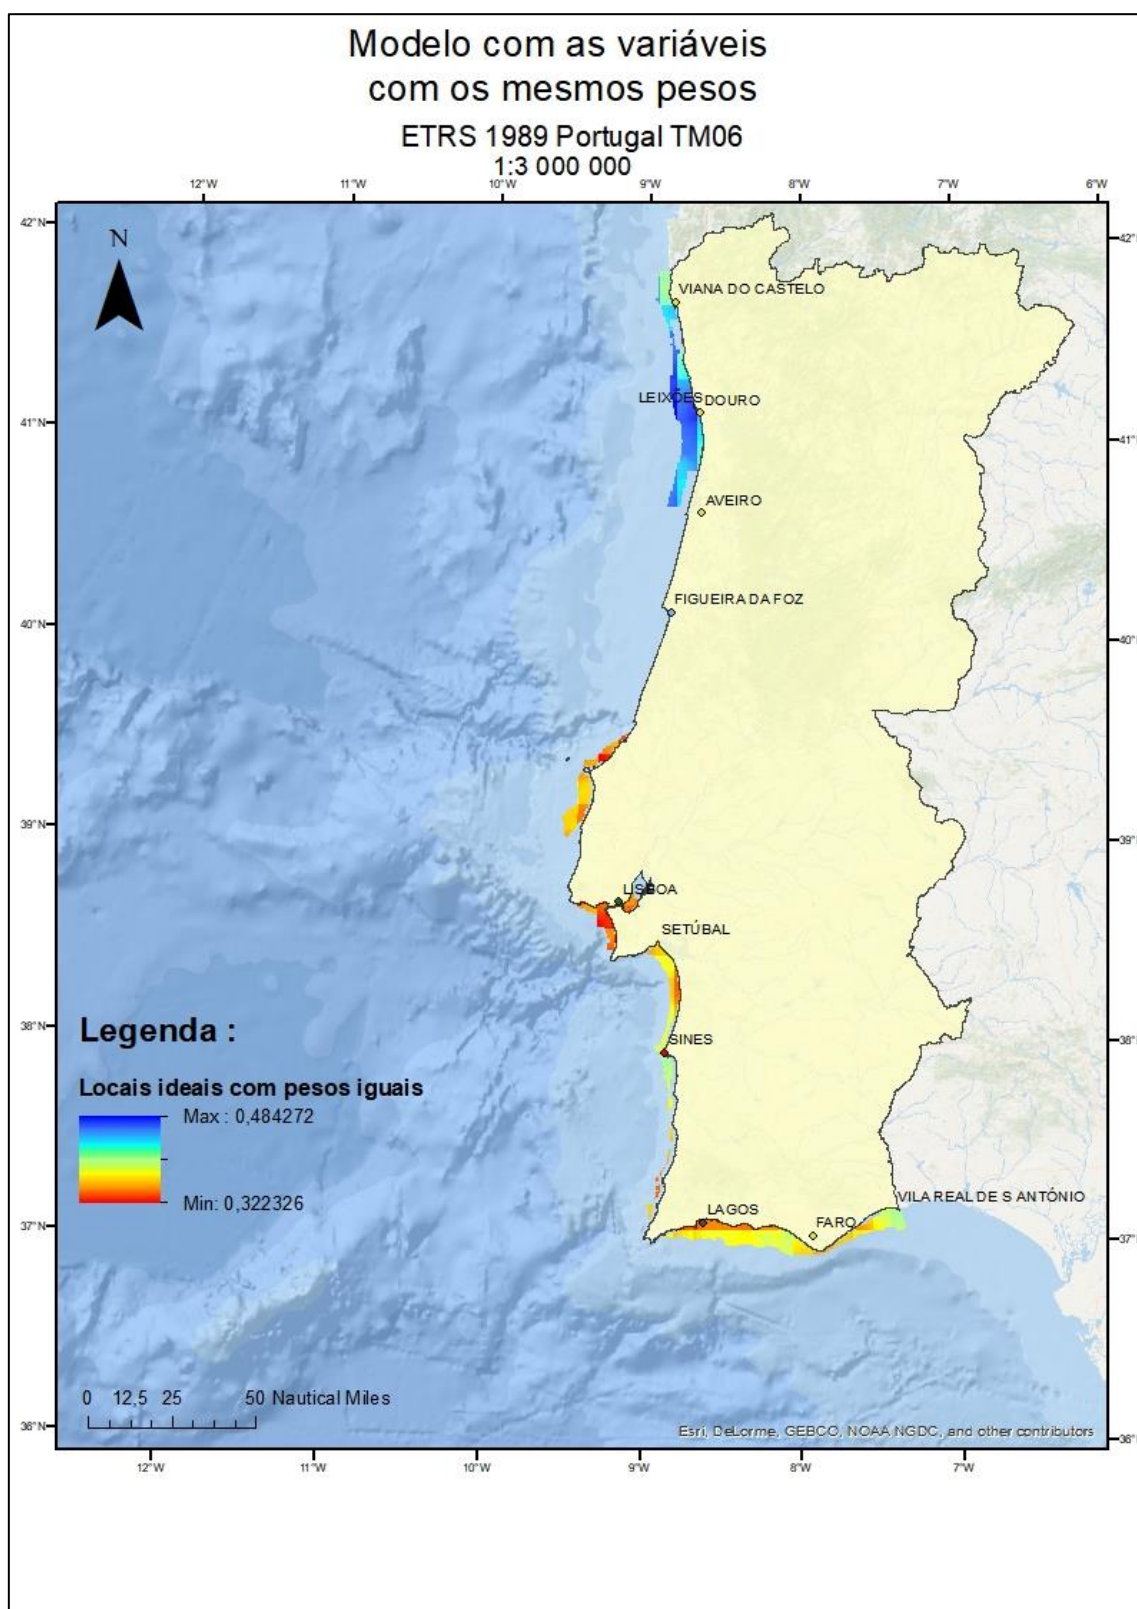 Modelo com as variáveis
com os mesmos pesos
ETRS 1989 Portugal TM06
1:3 000 000
12°W 11°W 10°W 9°W 8°W 7°W 6°W
42°N
42°N
N
VIANA DO CASTELO
LEIXÕES DOURO
41°N
41°N
AVEIRO
FIGUEIRA DA FOZ
40°N
40°N
39°N
39°N
LISBOA
SETÚBAL
38°N
38°N
Legenda :
SINES
Locais ideais com pesos iguais
Max : 0,484272
Min: 0,322326
VILA REAL DE S ANTÓNIO
LAGOS
FARO
37°N
37°N
0 12,5 25 50 Nautical Miles
36°N
Esri, DeLorme, GEBCO, NOAA NGDC, and other contributors
36°N
12°W 11°W 10°W 9°W 8°W 7°W